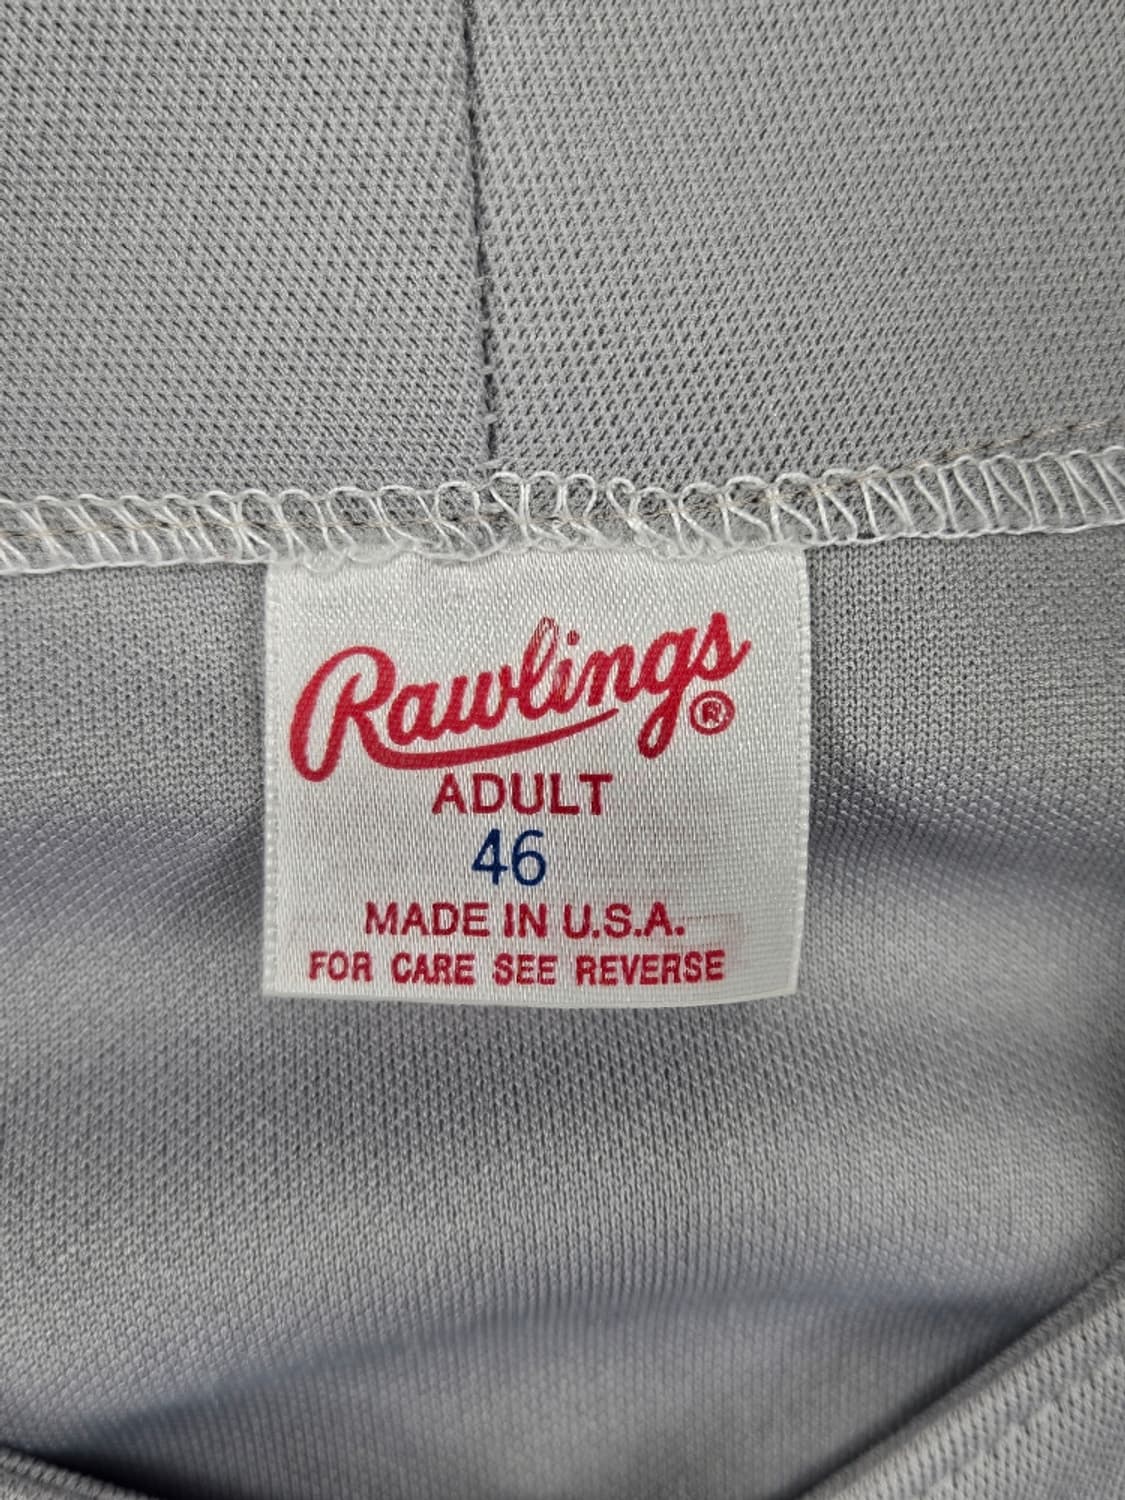 Rawlings®
ADULT
46
MADE IN U.S.A.
FOR CARE SEE REVERSE